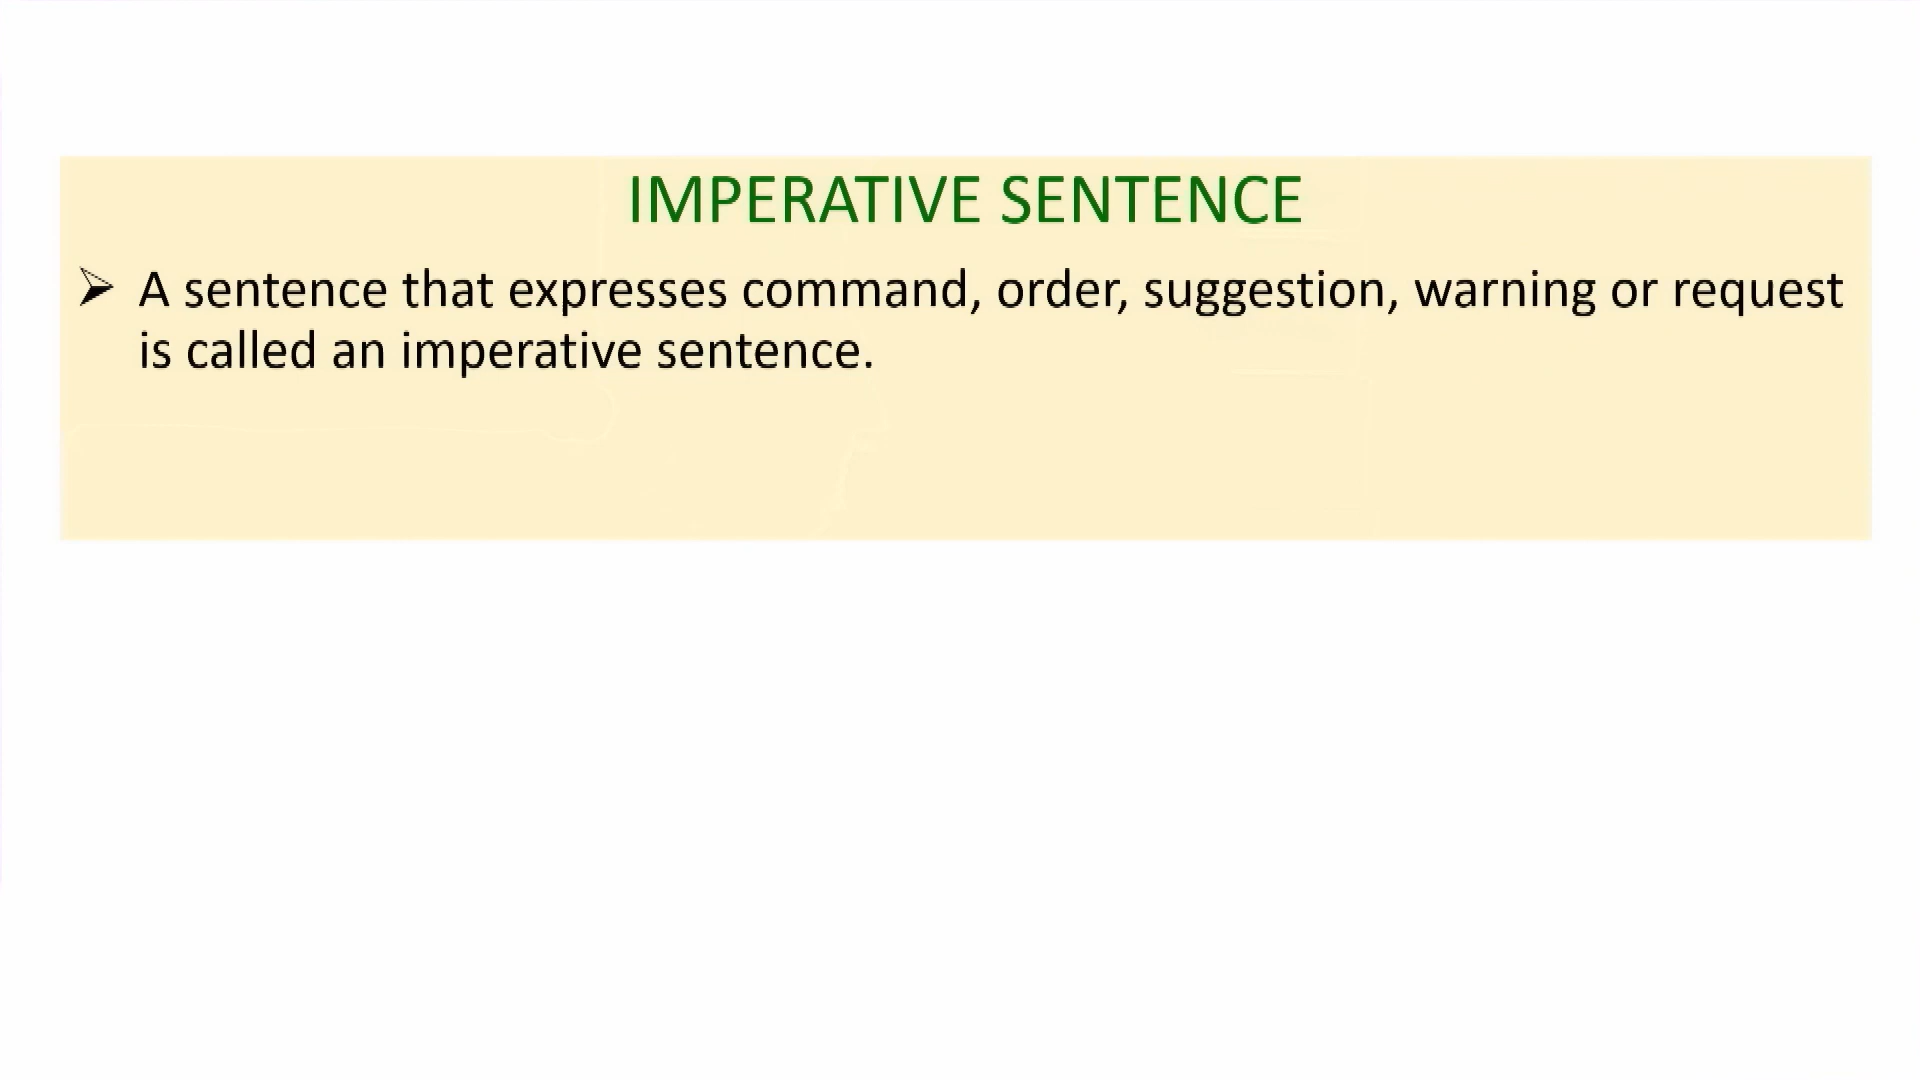 IMPERATIVE SENTENCE
➢ A sentence that expresses command, order, suggestion, warning or request
is called an imperative sentence.